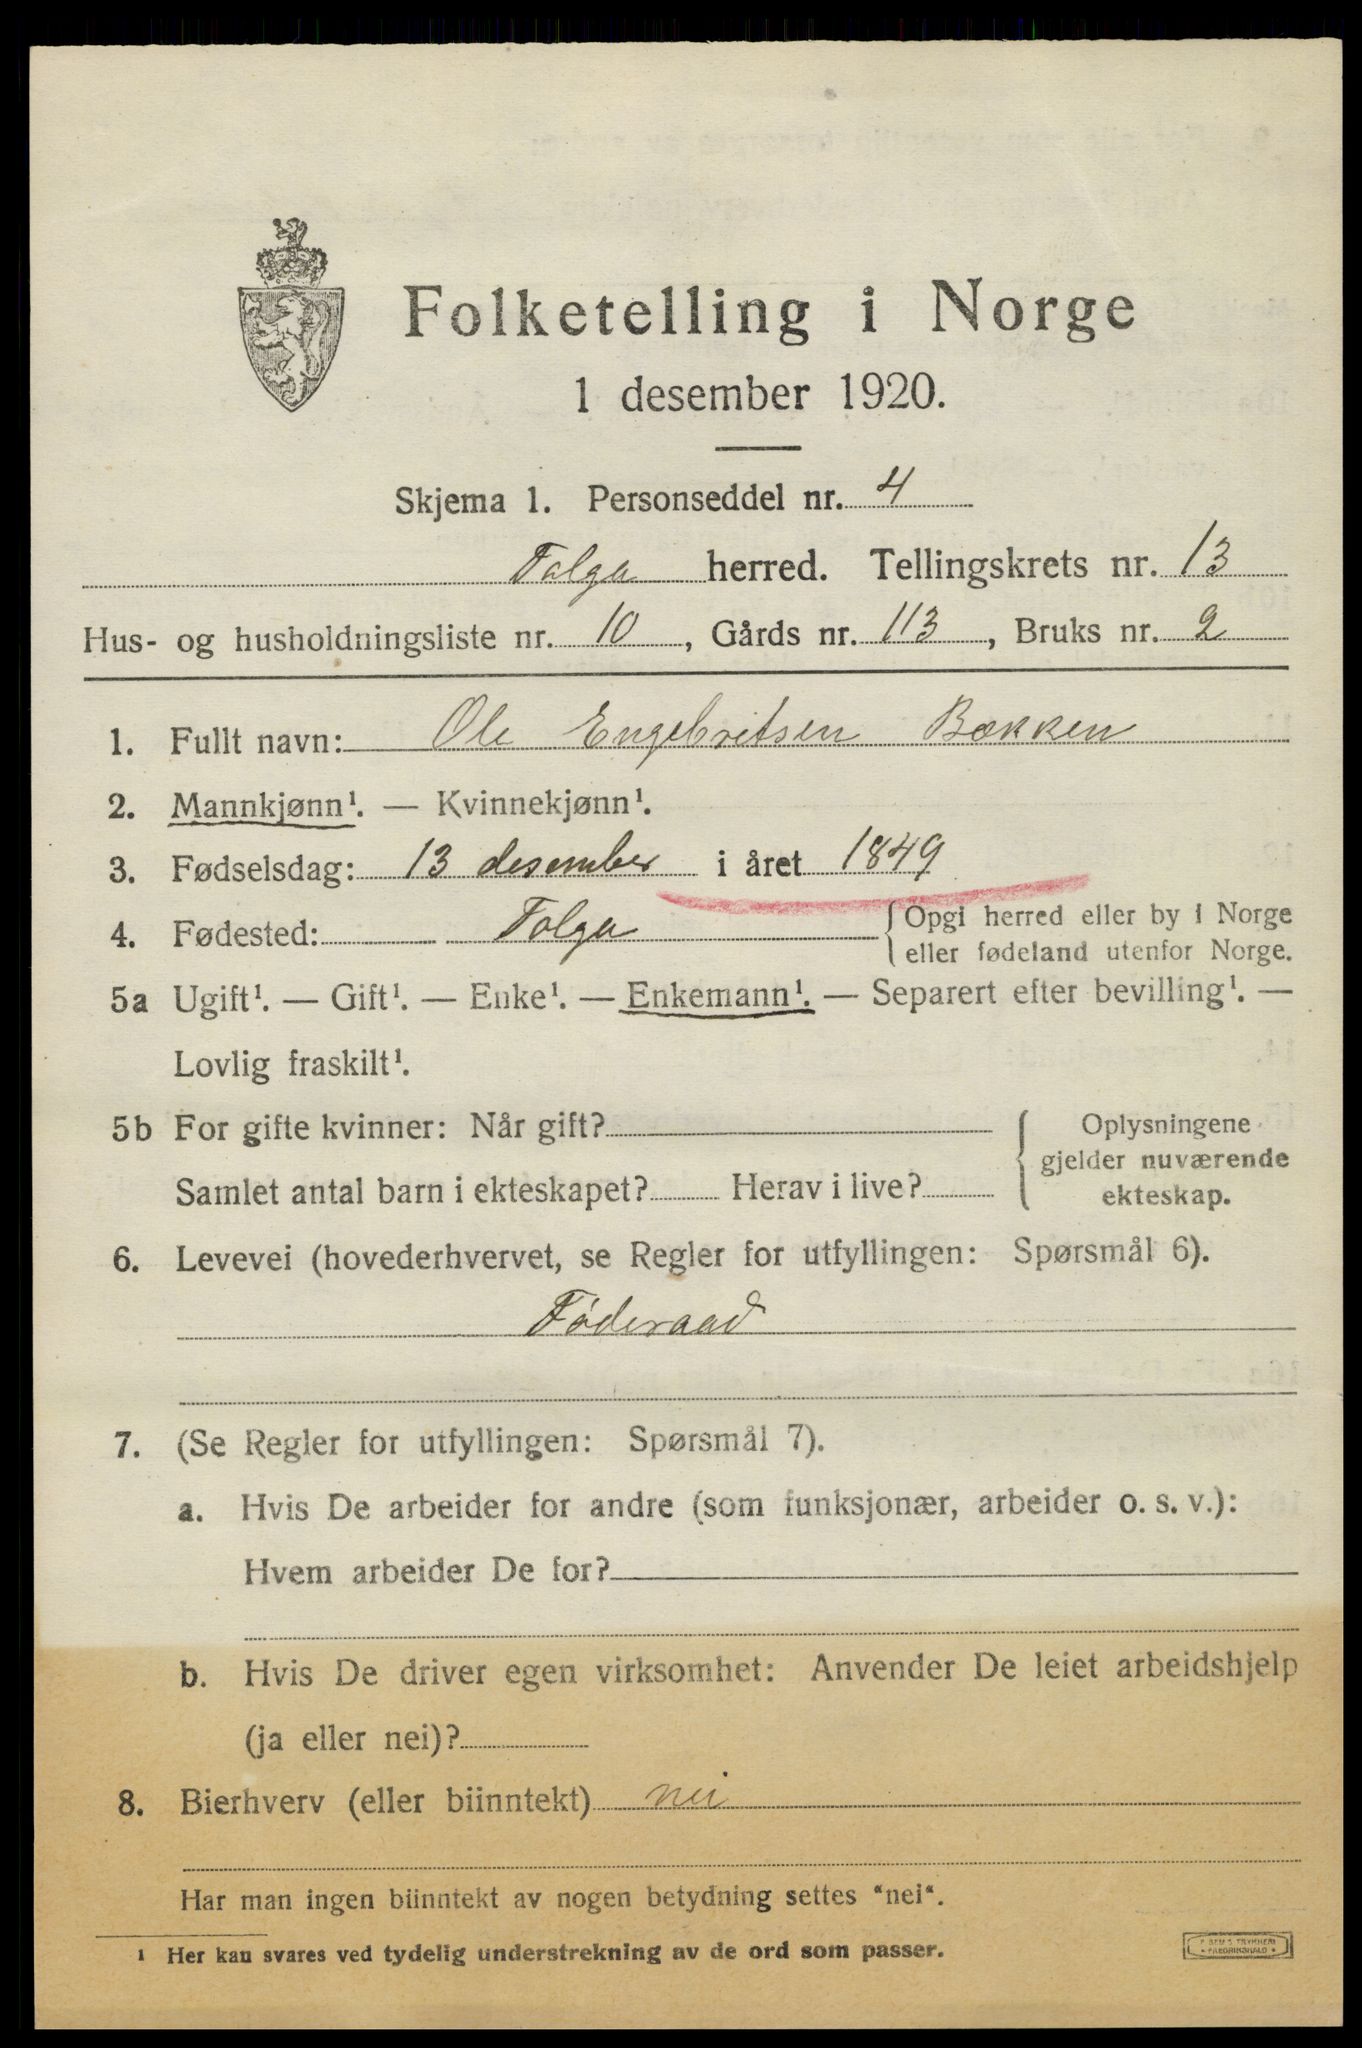 Folketelling i Norge
1 desember 1920.
Skjema 1. Personseddel nr. 4
Tolga herred. Tellingskrets nr. 13
Hus- og husholdningsliste nr. 10, Gårds nr. 113, Bruks nr. 2
1. Fullt navn: Ole Engebritsen Bækken
2. Mannkjønn¹. — Kvinnekjønn¹.
3. Fødselsdag: 13 desember i året 1849
4. Fødested: Tolga {Opgi herred eller by i Norge
eller fødeland utenfor Norge.
5a Ugift¹. — Gift¹. — Enke¹. — Enkemann¹. — Separert efter bevilling¹. —
Lovlig fraskilt¹.
5b For gifte kvinner: Når gift?
Samlet antal barn i ekteskapet? Herav i live?
{ Oplysningene
gjelder nuværende
ekteskap.
6. Levevei (hovederhvervet, se Regler for utfyllingen: Spørsmål 6).
Føderaad
7. (Se Regler for utfyllingen: Spørsmål 7).
a. Hvis De arbeider for andre (som funksjonær, arbeider o. s. v.):
Hvem arbeider De for?
b. Hvis De driver egen virksomhet: Anvender De leiet arbeidshjelp
(ja eller nei)?
8. Bierhverv (eller biinntekt) nei
Har man ingen biinntekt av nogen betydning settes “nei“.
¹ Her kan svares ved tydelig understrekning av de ord som passer.